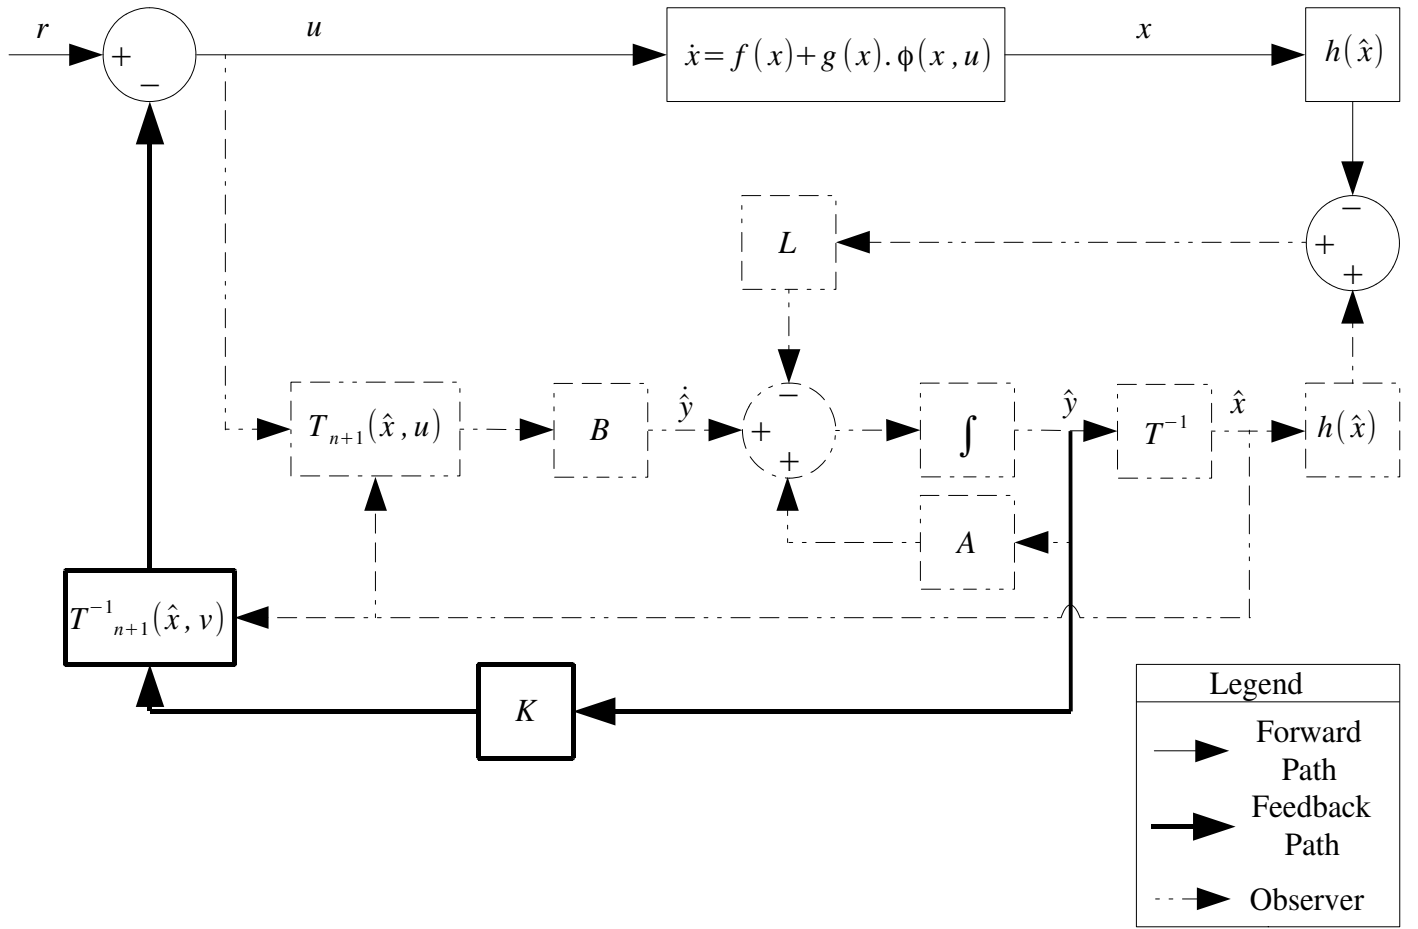 r
u
ẋ=f(x)+g(x).ϕ(x,u)
x
h(x̂)
+
−
−
+
+
L
T_{n+1}(x̂,u)
B
ŷ̇
−
+
+
∫
ŷ
T^{−1}
x̂
h(x̂)
A
T^{−1}_{n+1}(x̂,v)
K
Legend
Forward
Path
Feedback
Path
Observer